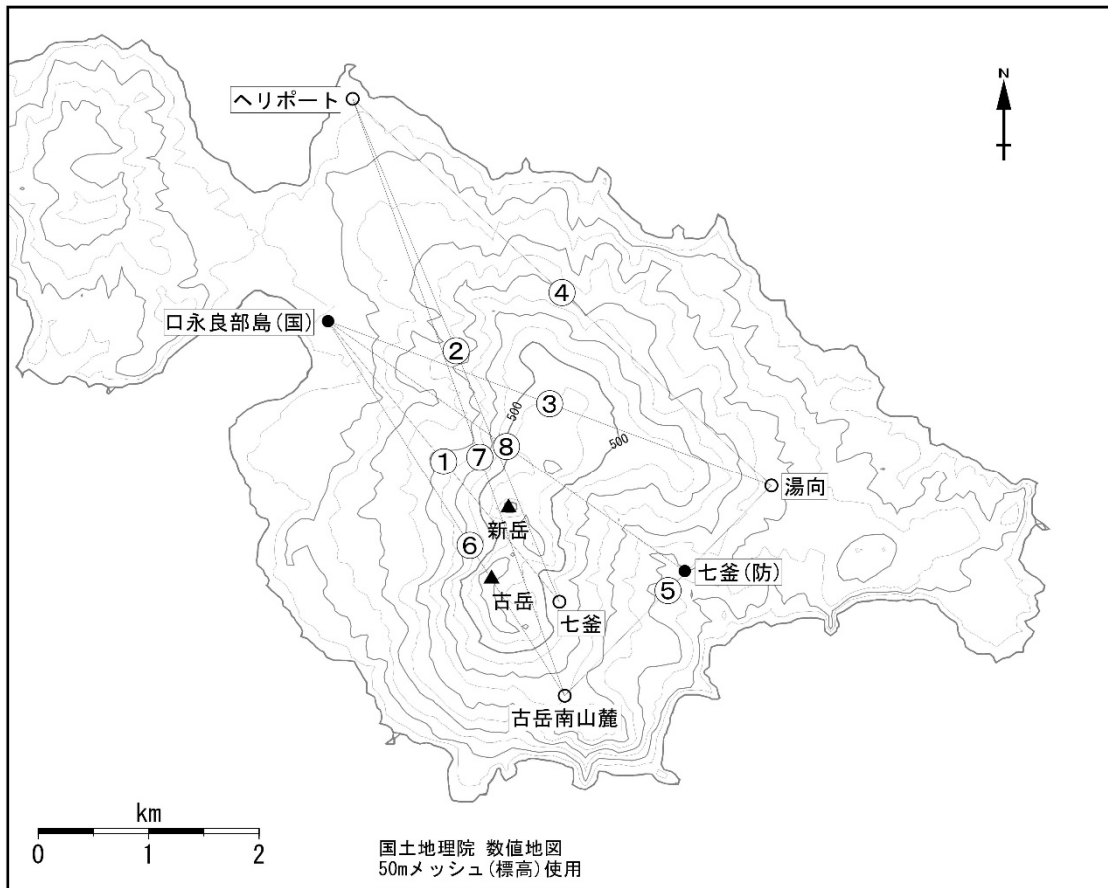 N
ヘリポート
口永良部島(国)
④
②
③
500
500
①
⑦
⑧
湯向
新岳
⑥
七釜(防)
⑤
古岳
七釜
古岳南山麓
km
0 1 2
国土地理院 数値地図
50mメッシュ(標高)使用